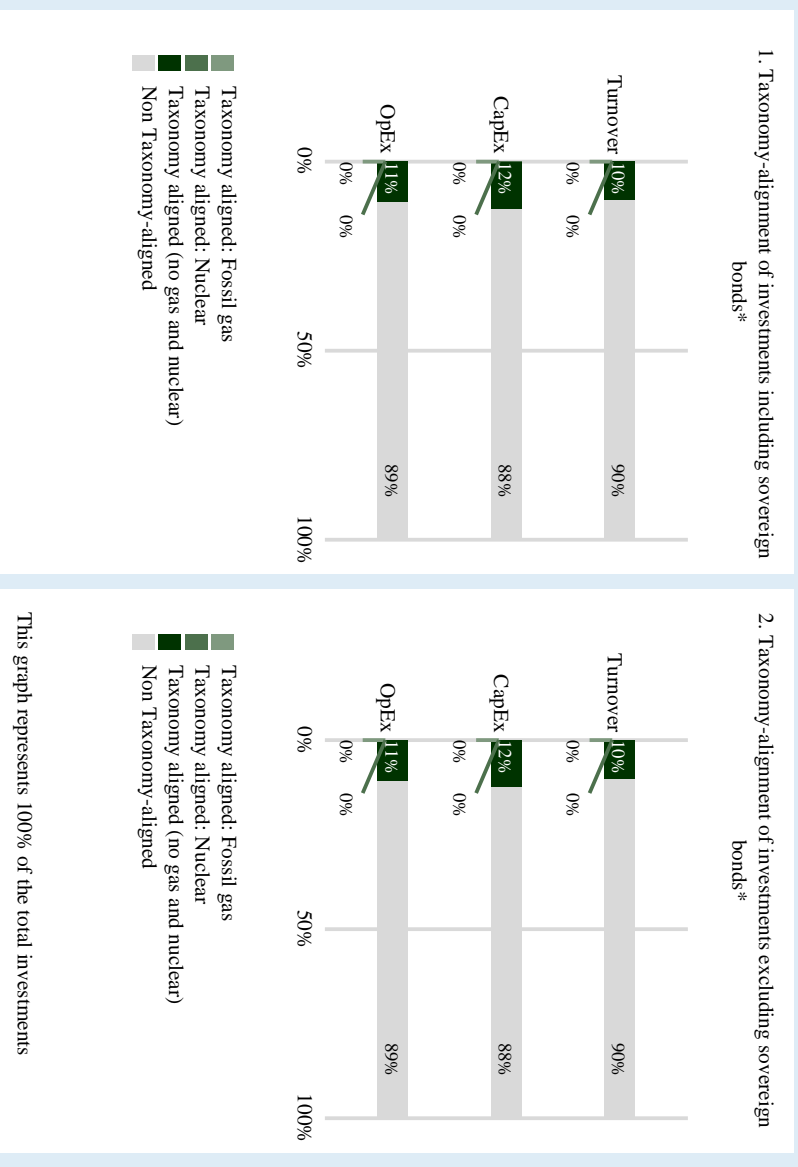 1. Taxonomy-alignment of investments including sovereign
bonds*
Turnover 10% 90%
0% 0%
CapEx 12% 88%
0% 0%
OpEx 11% 89%
0% 0%
0% 50% 100%
Taxonomy aligned: Fossil gas
Taxonomy aligned: Nuclear
Taxonomy aligned (no gas and nuclear)
Non Taxonomy-aligned
2. Taxonomy-alignment of investments excluding sovereign
bonds*
Turnover 10% 90%
0% 0%
CapEx 12% 88%
0% 0%
OpEx 11% 89%
0% 0%
0% 50% 100%
Taxonomy aligned: Fossil gas
Taxonomy aligned: Nuclear
Taxonomy aligned (no gas and nuclear)
Non Taxonomy-aligned
This graph represents 100% of the total investments